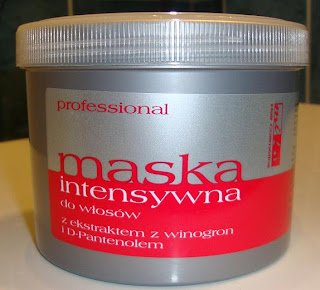 professional
maska
intensywna
do włosów
z ekstraktem z winogron
i D-Pantenolem